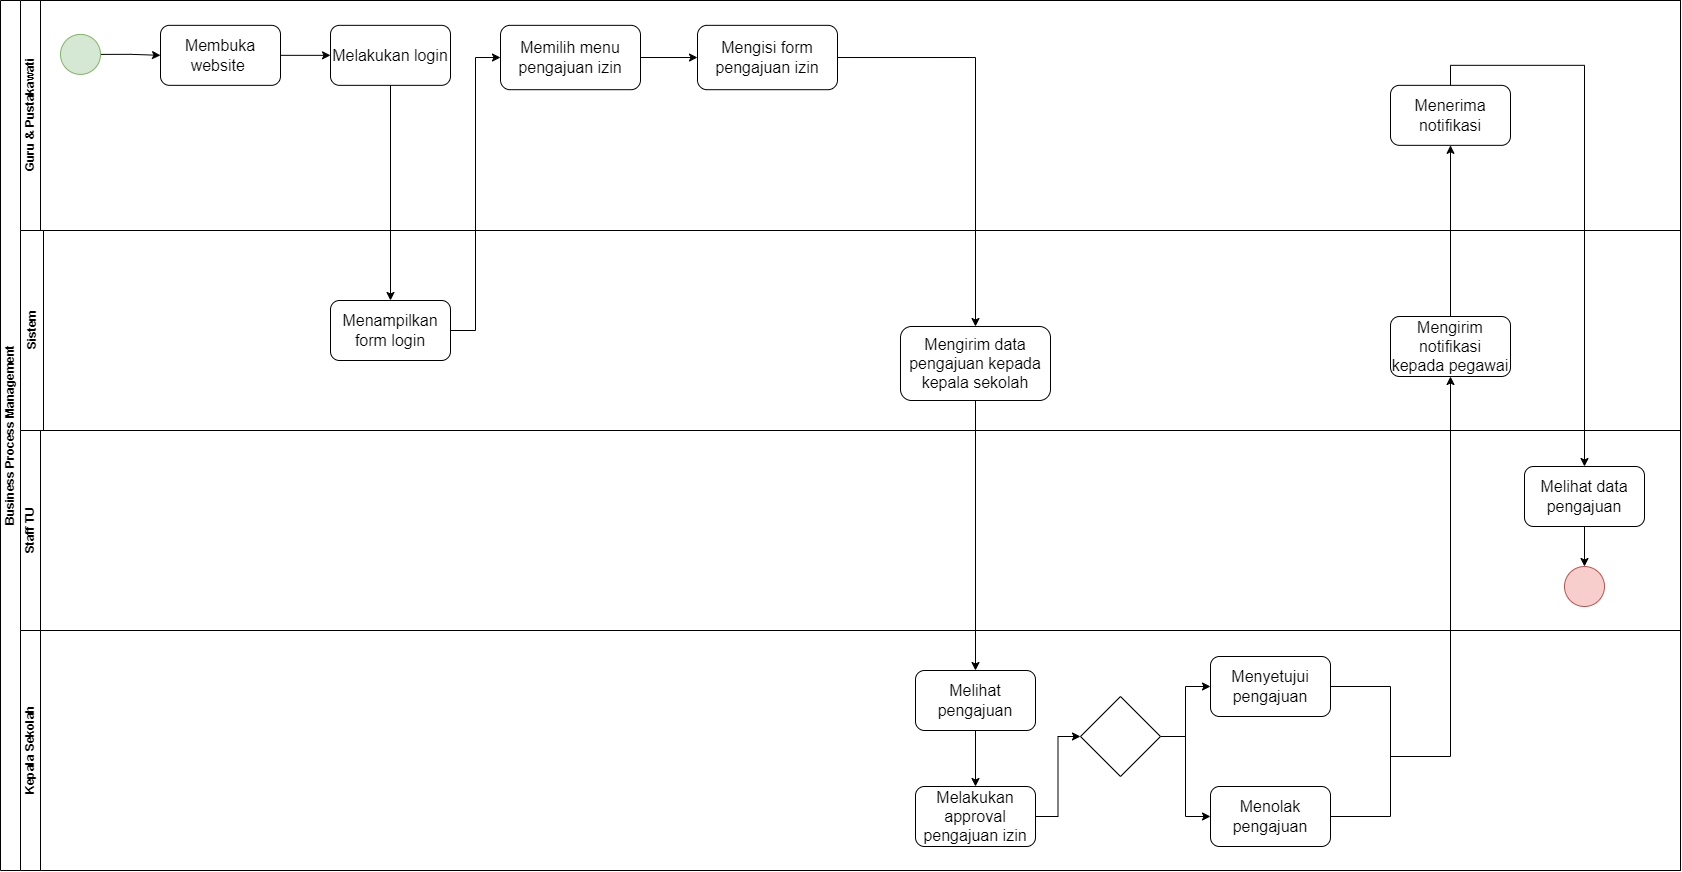 Business Process Management
Guru & Pustakawati
Membuka
website
Melakukan login
Memilih menu
pengajuan izin
Mengisi form
pengajuan izin
Menerima
notifikasi
Sistem
Menampilkan
form login
Mengirim data
pengajuan kepada
kepala sekolah
Mengirim
notifikasi
kepada pegawai
Staff TU
Melihat data
pengajuan
Kepala Sekolah
Melihat
pengajuan
Melakukan
approval
pengajuan izin
Menyetujui
pengajuan
Menolak
pengajuan